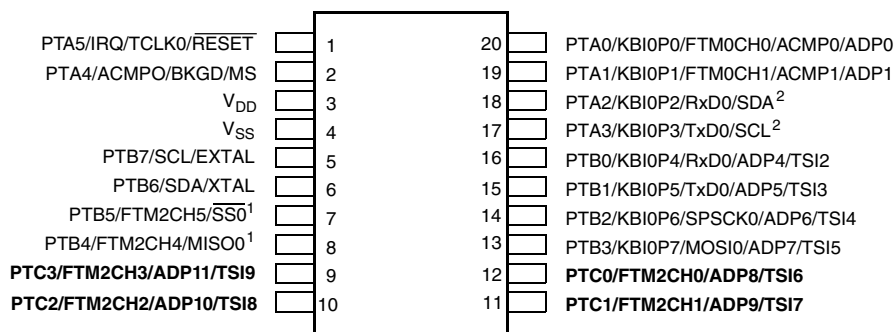 PTA5/IRQ/TCLK0/RESET 1 20 PTA0/KBI0P0/FTM0CH0/ACMP0/ADP0
PTA4/ACMPO/BKGD/MS 2 19 PTA1/KBI0P1/FTM0CH1/ACMP1/ADP1
VDD 3 18 PTA2/KBI0P2/RxD0/SDA2
VSS 4 17 PTA3/KBI0P3/TxD0/SCL2
PTB7/SCL/EXTAL 5 16 PTB0/KBI0P4/RxD0/ADP4/TSI2
PTB6/SDA/XTAL 6 15 PTB1/KBI0P5/TxD0/ADP5/TSI3
PTB5/FTM2CH5/SS01 7 14 PTB2/KBI0P6/SPSCK0/ADP6/TSI4
PTB4/FTM2CH4/MISO01 8 13 PTB3/KBI0P7/MOSI0/ADP7/TSI5
PTC3/FTM2CH3/ADP11/TSI9 9 12 PTC0/FTM2CH0/ADP8/TSI6
PTC2/FTM2CH2/ADP10/TSI8 10 11 PTC1/FTM2CH1/ADP9/TSI7